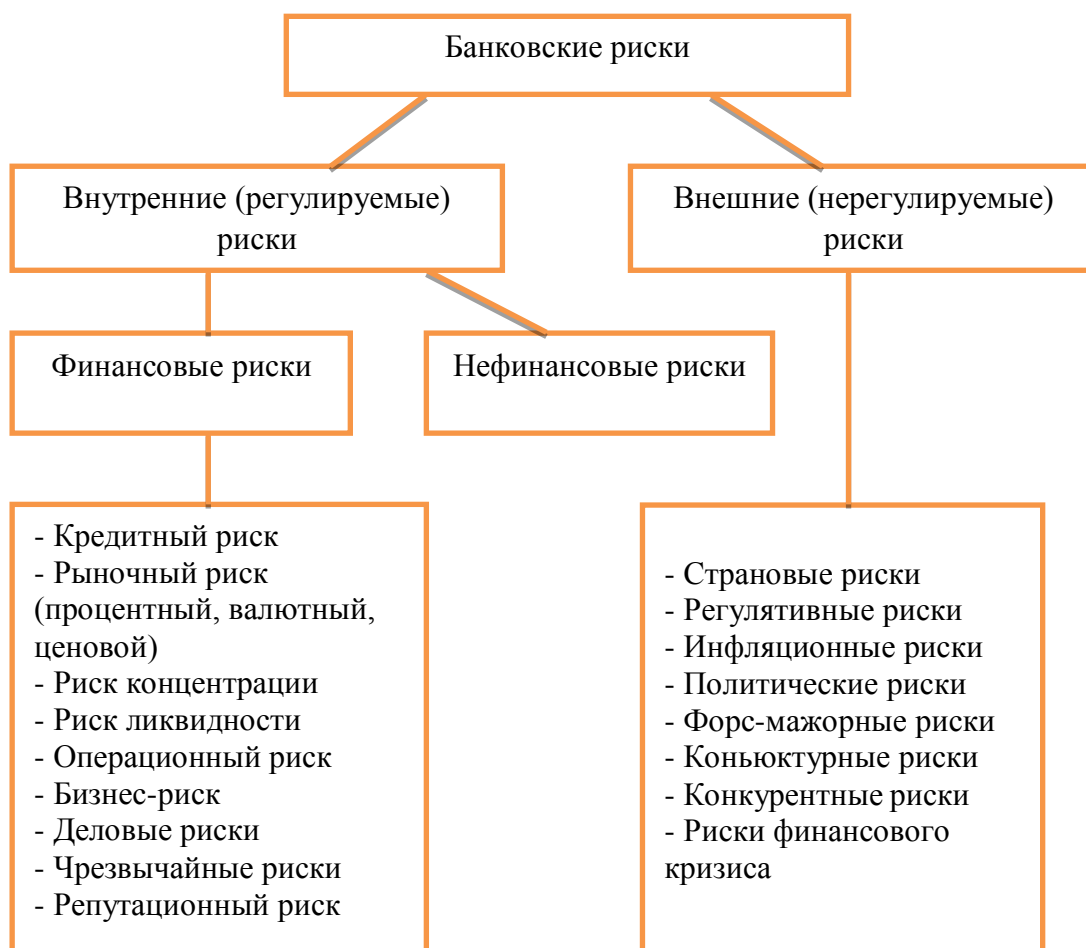 Банковские риски
Внутренние (регулируемые)
риски
Внешние (нерегулируемые)
риски
Финансовые риски
Нефинансовые риски
- Кредитный риск
- Рыночный риск
(процентный, валютный,
ценовой)
- Риск концентрации
- Риск ликвидности
- Операционный риск
- Бизнес-риск
- Деловые риски
- Чрезвычайные риски
- Репутационный риск
- Страновые риски
- Регулятивные риски
- Инфляционные риски
- Политические риски
- Форс-мажорные риски
- Коньюктурные риски
- Конкурентные риски
- Риски финансового
кризиса